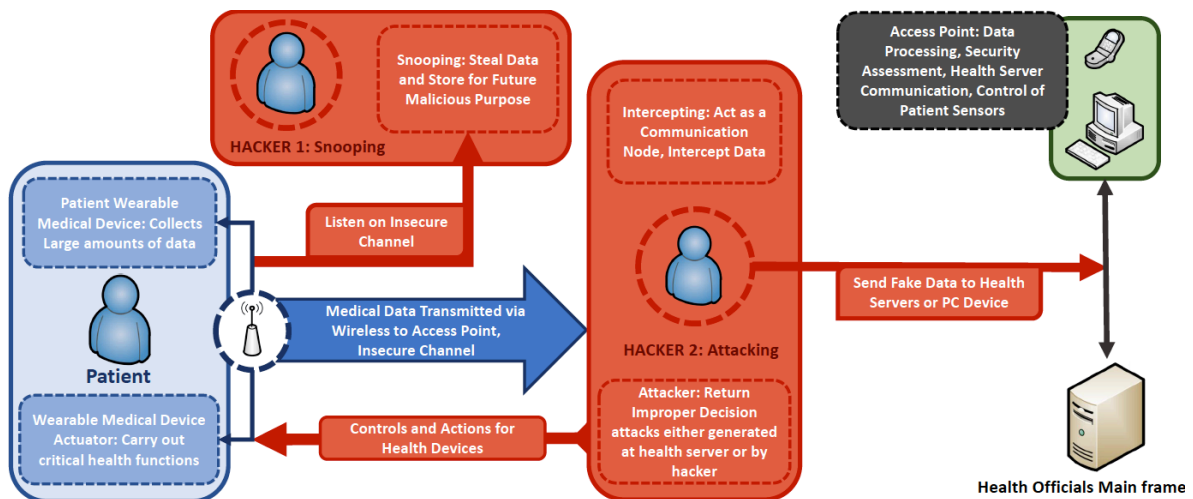 Snooping: Steal Data
and Store for Future
Malicious Purpose
HACKER 1: Snooping
Access Point: Data
Processing, Security
Assessment, Health Server
Communication, Control of
Patient Sensors
Intercepting: Act as a
Communication
Node, Intercept Data
Patient Wearable
Medical Device: Collects
Large amounts of data
Listen on Insecure
Channel
Patient
Medical Data Transmitted via
Wireless to Access Point,
Insecure Channel
HACKER 2: Attacking
Send Fake Data to Health
Servers or PC Device
Wearable Medical Device
Actuator: Carry out
critical health functions
Controls and Actions for
Health Devices
Attacker: Return
Improper Decision
attacks either generated
at health server or by
hacker
Health Officials Main frame